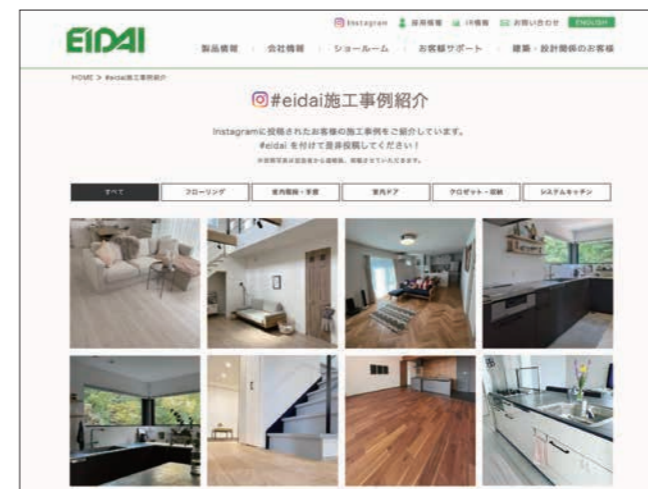 Instagram 採用情報 IR情報 お問い合わせ ENGLISH
EIDAI
製品情報 会社情報 ショールーム お客様サポート 建築・設計関係のお客様
HOME > #eidai施工事例紹介
#eidai施工事例紹介
Instagramに投稿されたお客様の施工事例をご紹介しています。
#eidai を付けて是非投稿してください！
すべて フローリング 室内階段・手摺 室内ドア クロゼット・収納 システムキッチン